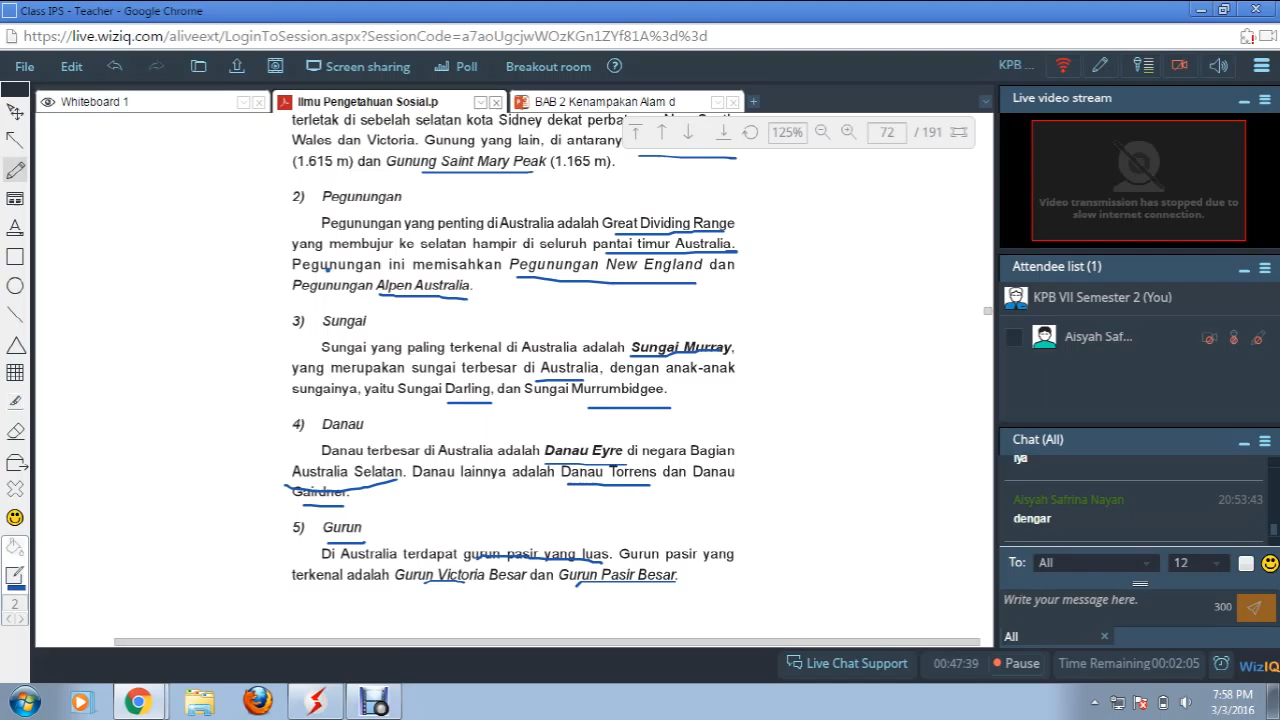 Class IPS - Teacher - Google Chrome
https://live.wiziq.com/aliveext/LoginToSession.aspx?SessionCode=a7aoUgcjwWOzKGn1ZYf81A%3d%3d
File Edit Screen sharing Poll Breakout room KPB ...
Whiteboard 1 Ilmu Pengetahuan Sosial.p BAB 2 Kenampakan Alam d
125% 72 / 191
terletak di sebelah selatan kota Sidney dekat
Wales dan Victoria. Gunung yang lain, di
(1.615 m) dan Gunung Saint Mary Peak (1.165 m).
2) Pegunungan
Pegunungan yang penting di Australia adalah Great Dividing Range
yang membujur ke selatan hampir di seluruh pantai timur Australia.
Pegunungan ini memisahkan Pegunungan New England dan
Pegunungan Alpen Australia.
3) Sungai
Sungai yang paling terkenal di Australia adalah Sungai Murray,
yang merupakan sungai terbesar di Australia, dengan anak-anak
sungainya, yaitu Sungai Darling, dan Sungai Murrumbidgee.
4) Danau
Danau terbesar di Australia adalah Danau Eyre di negara Bagian
Australia Selatan. Danau lainnya adalah Danau Torrens dan Danau
Gairdner.
5) Gurun
Di Australia terdapat gurun pasir yang luas. Gurun pasir yang
terkenal adalah Gurun Victoria Besar dan Gurun Pasir Besar.
2
Live video stream
Video transmission has stopped due to
slow internet connection.
Attendee list (1)
KPB VII Semester 2 (You)
Aisyah Saf...
Chat (All)
iya
Aisyah Safrina Nayan 20:53:43
dengar
To: All 12
Write your message here. 300
All
Live Chat Support 00:47:39 Pause Time Remaining 00:02:05 WizIQ
7:58 PM
3/3/2016